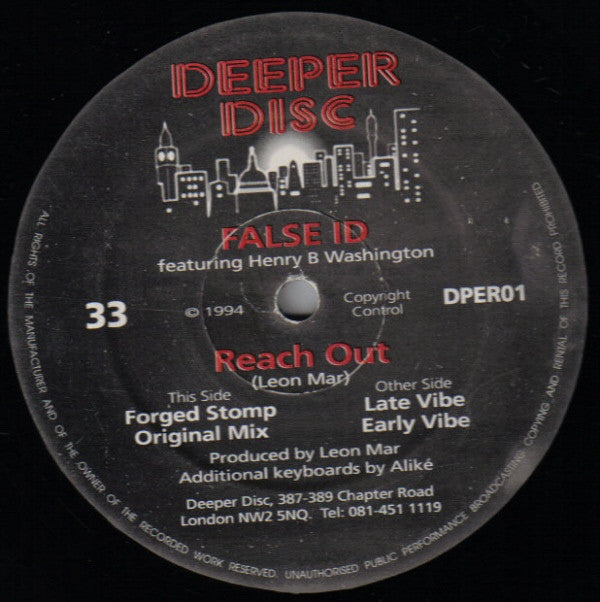 DEEPER
DISC
FALSE ID
featuring Henry B Washington
33
© 1994
Copyright
Control
DPER01
Reach Out
(Leon Mar)
This Side
Forged Stomp
Original Mix
Other Side
Late Vibe
Early Vibe
Produced by Leon Mar
Additional keyboards by Aliké
Deeper Disc, 387-389 Chapter Road
London NW2 5NQ. Tel: 081-451 1119
ALL RIGHTS OF THE MANUFACTURER AND OF THE OWNER OF THE RECORDED WORK RESERVED. UNAUTHORISED PUBLIC PERFORMANCE BROADCASTING COPYING AND RENTAL OF THIS RECORD PROHIBITED